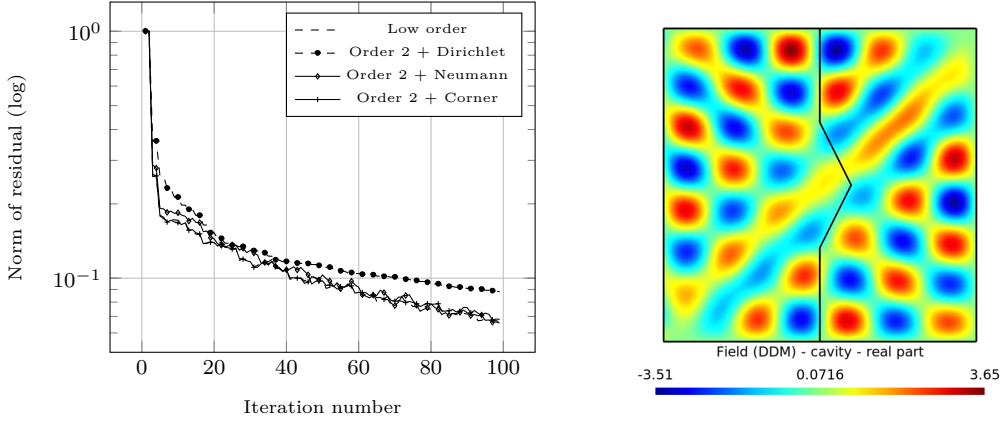 10^0
10^-1
Norm of residual (log)
Low order
Order 2 + Dirichlet
Order 2 + Neumann
Order 2 + Corner
0 20 40 60 80 100
Iteration number
Field (DDM) - cavity - real part
-3.51 0.0716 3.65